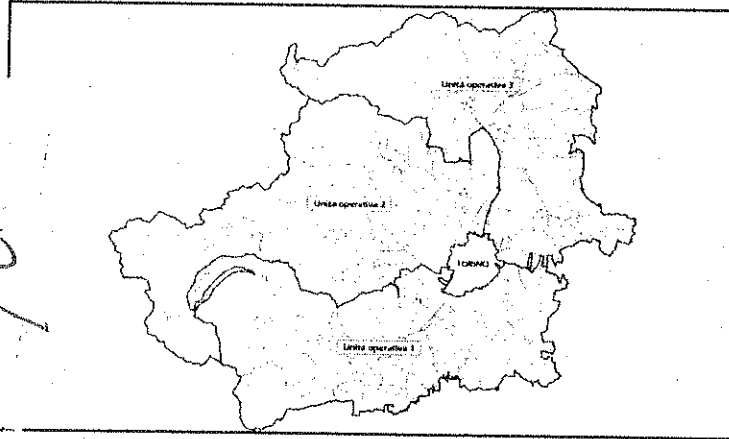 Unità operativa 3
Unità operativa 2
TORINO
Unità operativa 1